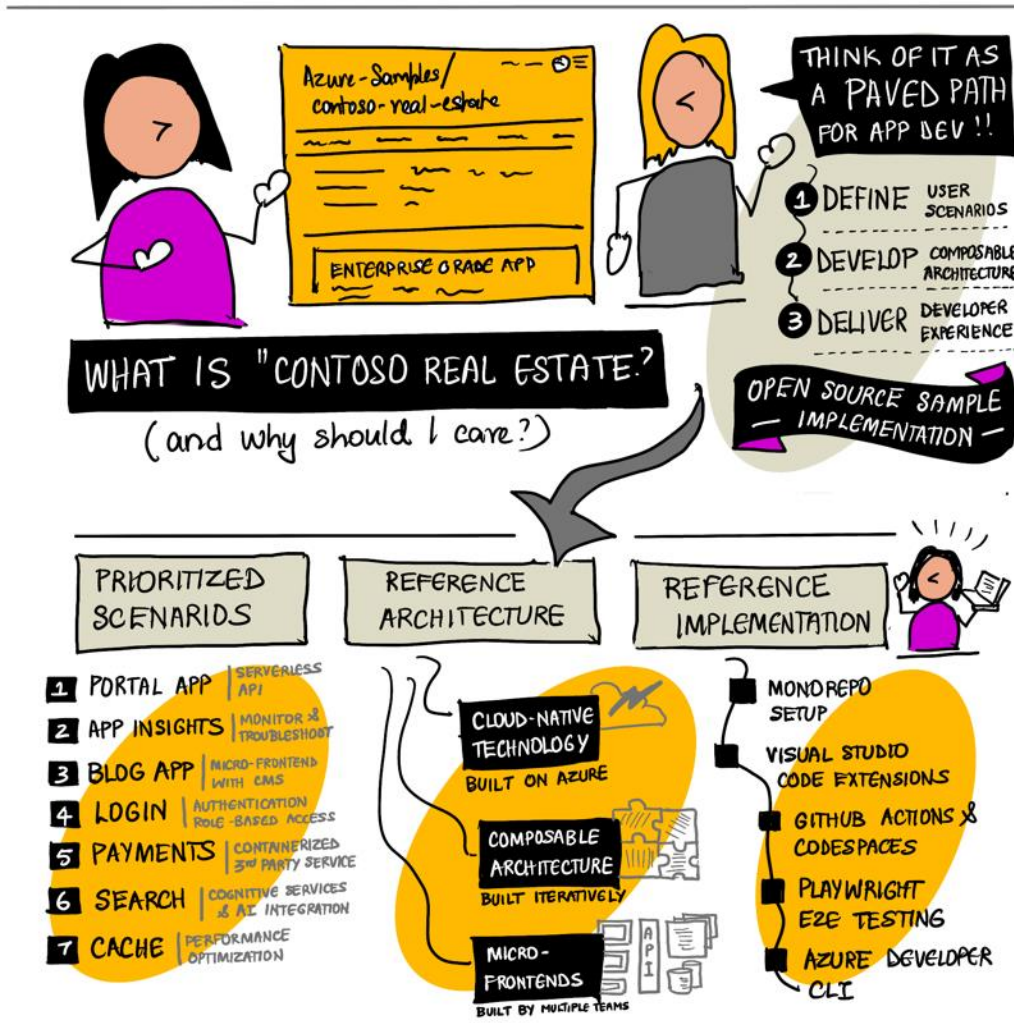 Azure-Samples/
contoso-real-estate
ENTERPRISE GRADE APP
THINK OF IT AS
A PAVED PATH
FOR APP DEV !!
1 DEFINE USER
SCENARIOS
2 DEVELOP COMPOSABLE
ARCHITECTURE
3 DELIVER DEVELOPER
EXPERIENCE
OPEN SOURCE SAMPLE
— IMPLEMENTATION —
WHAT IS "CONTOSO REAL ESTATE?
(and why should I care?)
PRIORITIZED
SCENARIOS
1 PORTAL APP | SERVERLESS
API
2 APP INSIGHTS | MONITOR &
TROUBLESHOOT
3 BLOG APP | MICRO-FRONTEND
WITH CMS
4 LOGIN | AUTHENTICATION
ROLE-BASED ACCESS
5 PAYMENTS | CONTAINERIZED
3rd PARTY SERVICE
6 SEARCH | COGNITIVE SERVICES
& AI INTEGRATION
7 CACHE | PERFORMANCE
OPTIMIZATION
REFERENCE
ARCHITECTURE
CLOUD-NATIVE
TECHNOLOGY
BUILT ON AZURE
COMPOSABLE
ARCHITECTURE
BUILT ITERATIVELY
MICRO-
FRONTENDS
API
BUILT BY MULTIPLE TEAMS
REFERENCE
IMPLEMENTATION
MONOREPO
SETUP
VISUAL STUDIO
CODE EXTENSIONS
GITHUB ACTIONS &
CODESPACES
PLAYWRIGHT
E2E TESTING
AZURE DEVELOPER
CLI